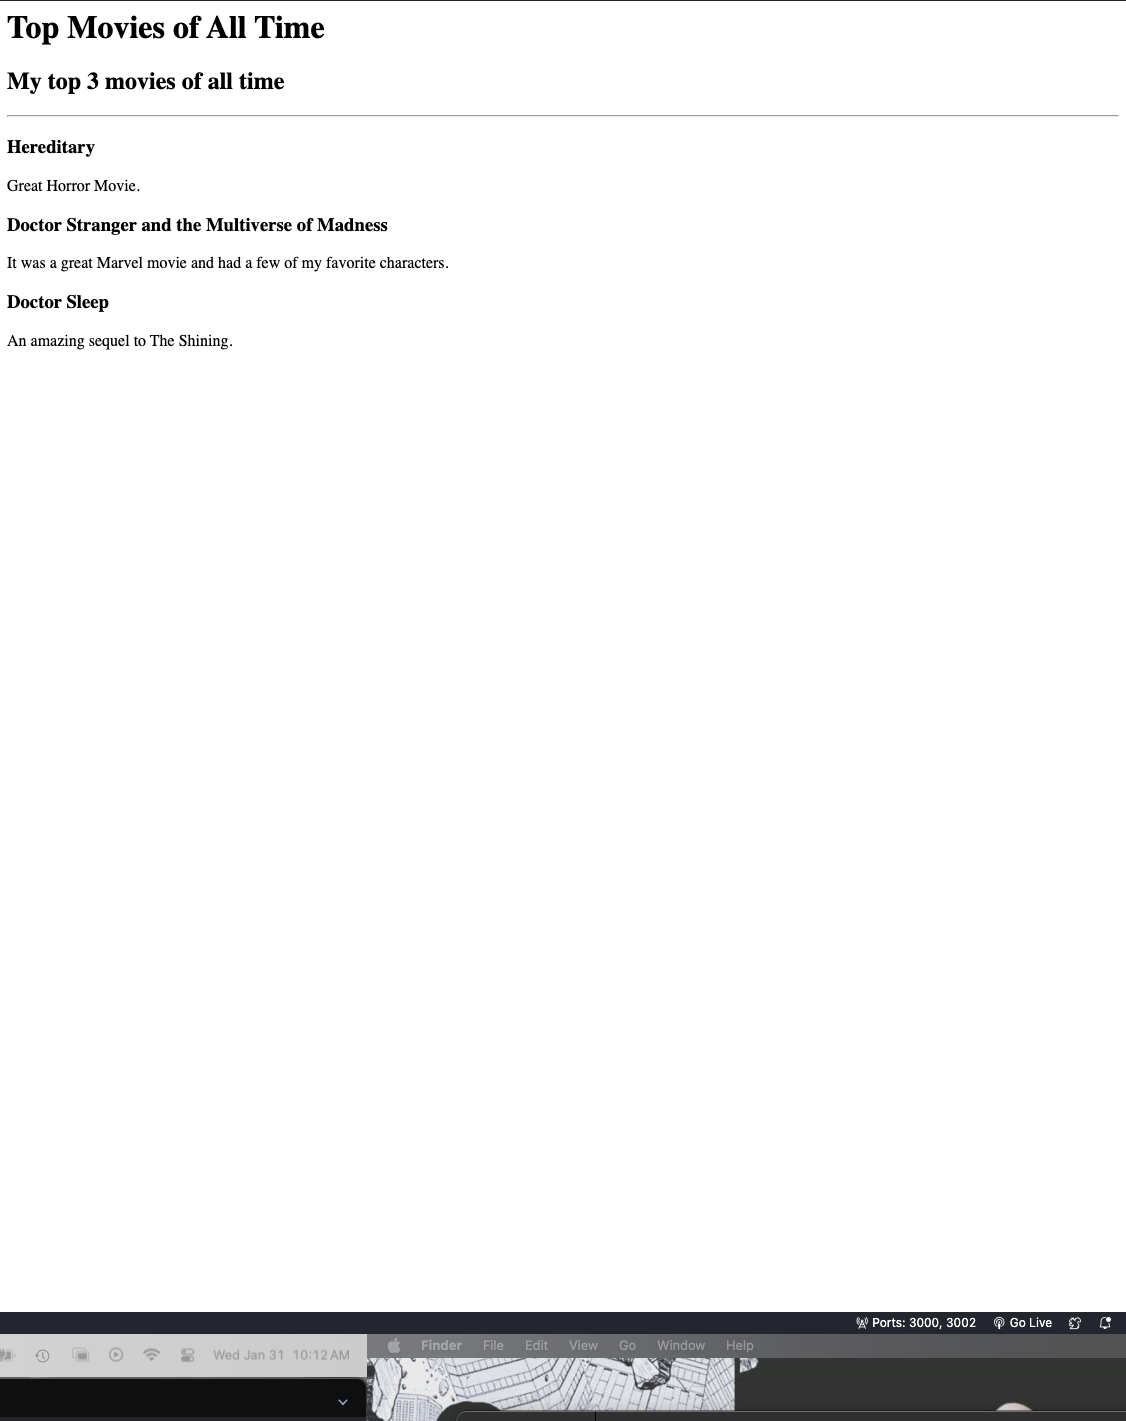 Top Movies of All Time
My top 3 movies of all time
Hereditary
Great Horror Movie.
Doctor Stranger and the Multiverse of Madness
It was a great Marvel movie and had a few of my favorite characters.
Doctor Sleep
An amazing sequel to The Shining.
Ports: 3000, 3002 Go Live
Wed Jan 31 10:12 AM Finder File Edit View Go Window Help